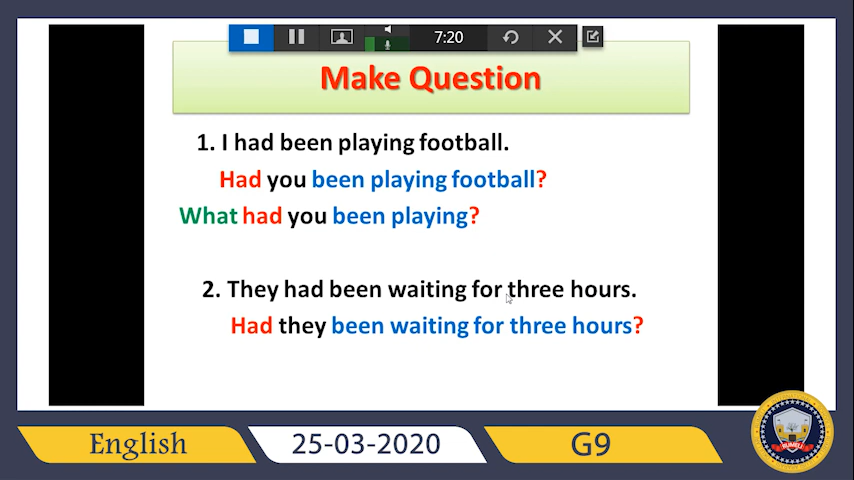 7:20
Make Question
1. I had been playing football.
Had you been playing football?
What had you been playing?
2. They had been waiting for three hours.
Had they been waiting for three hours?
English
25-03-2020
G9